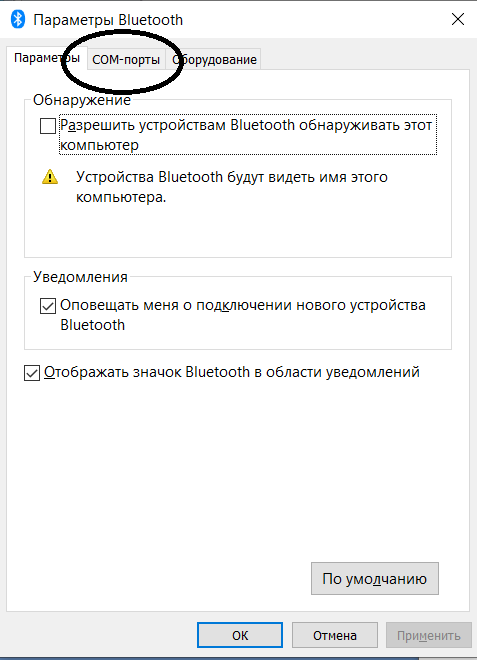 Параметры Bluetooth
Параметры
COM-порты
Оборудование
Обнаружение
Разрешить устройствам Bluetooth обнаруживать этот
компьютер
Устройства Bluetooth будут видеть имя этого
компьютера.
Уведомления
Оповещать меня о подключении нового устройства
Bluetooth
Отображать значок Bluetooth в области уведомлений
По умолчанию
ОК
Отмена
Применить